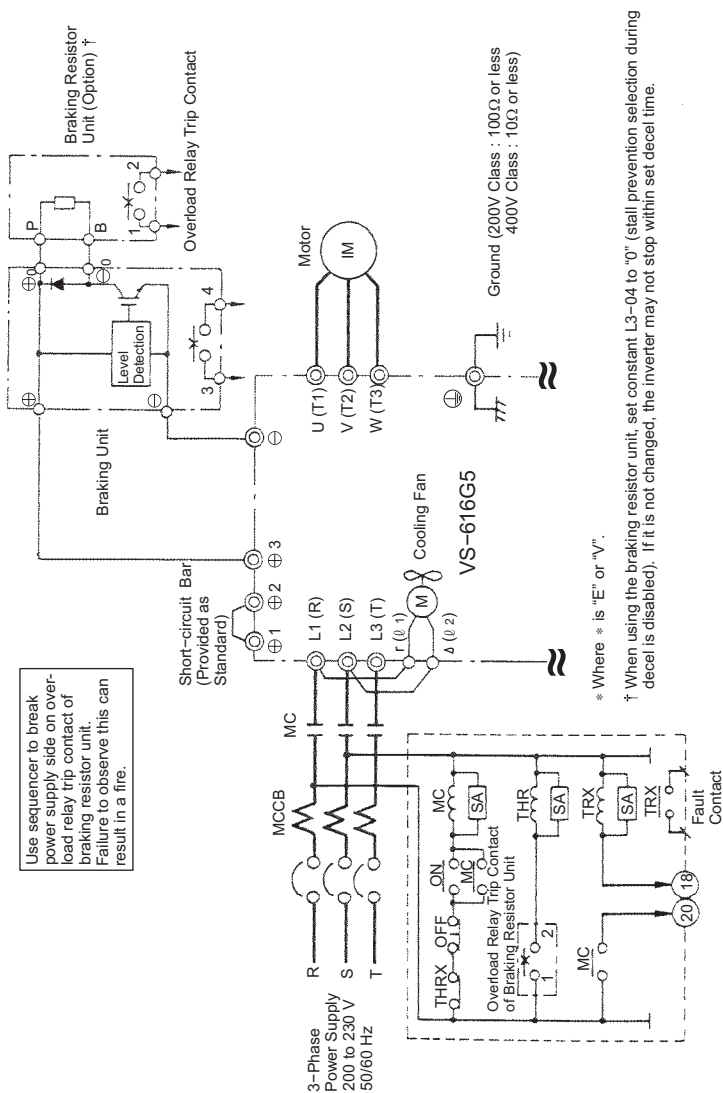 Use sequencer to break
power supply side on over-
load relay trip contact of
braking resistor unit.
Failure to observe this can
result in a fire.
Braking Resistor
Unit (Option) †
P
B
1
2
Overload Relay Trip Contact
⊕
⊕0
⊖0
⊖
Level
Detection
3
4
Braking Unit
Short-circuit Bar
(Provided as
Standard)
⊕1
⊕2
⊕3
⊖
Motor
IM
U (T1)
V (T2)
W (T3)
Ground (200V Class : 100Ω or less
400V Class : 10Ω or less)
3-Phase
Power Supply
200 to 230 V
50/60 Hz
R
S
T
MCCB
MC
L1 (R)
L2 (S)
L3 (T)
r (ℓ1)
Δ (ℓ2)
M
Cooling Fan
VS-616G5
THRX
OFF
ON
MC
MC
SA
Overload Relay Trip Contact
of Braking Resistor Unit
1
2
THR
SA
MC
20
18
TRX
SA
TRX
Fault
Contact
* Where * is "E" or "V".
† When using the braking resistor unit, set constant L3-04 to "0" (stall prevention selection during
decel is disabled). If it is not changed, the inverter may not stop within set decel time.